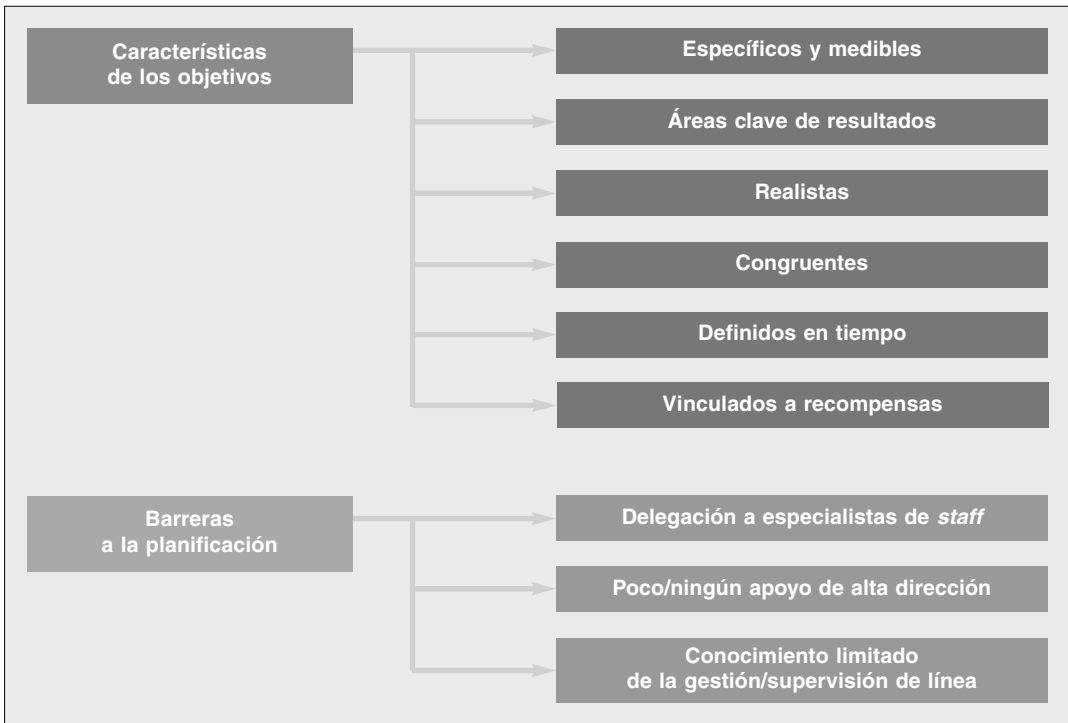 Características
de los objetivos
Específicos y medibles
Áreas clave de resultados
Realistas
Congruentes
Definidos en tiempo
Vinculados a recompensas
Barreras
a la planificación
Delegación a especialistas de staff
Poco/ningún apoyo de alta dirección
Conocimiento limitado
de la gestión/supervisión de línea